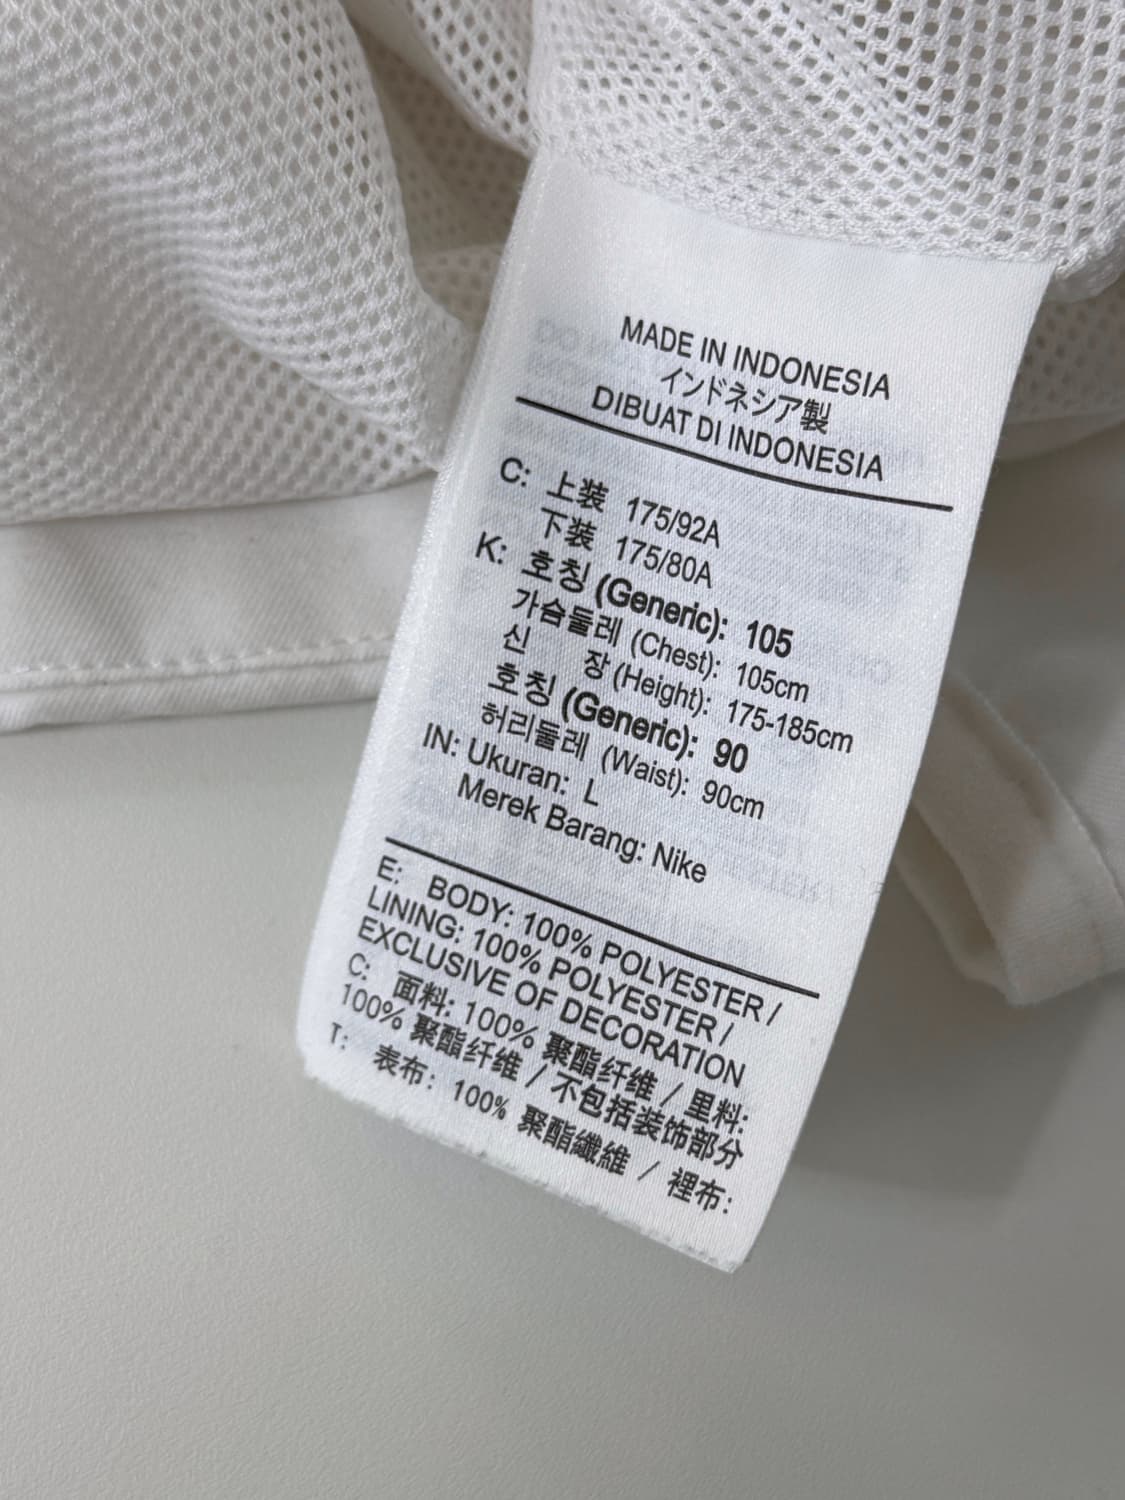 MADE IN INDONESIA
インドネシア製
DIBUAT DI INDONESIA
C: 上装 175/92A
下装 175/80A
K: 호칭 (Generic): 105
가슴둘레 (Chest): 105cm
신 장 (Height): 175-185cm
호칭 (Generic): 90
허리둘레 (Waist): 90cm
IN: Ukuran: L
Merek Barang: Nike
E: BODY: 100% POLYESTER /
LINING: 100% POLYESTER /
EXCLUSIVE OF DECORATION
C: 面料: 100% 聚酯纤维 / 里料:
100% 聚酯纤维 / 不包括装饰部分
T: 表布: 100% 聚酯纖維 / 裡布: